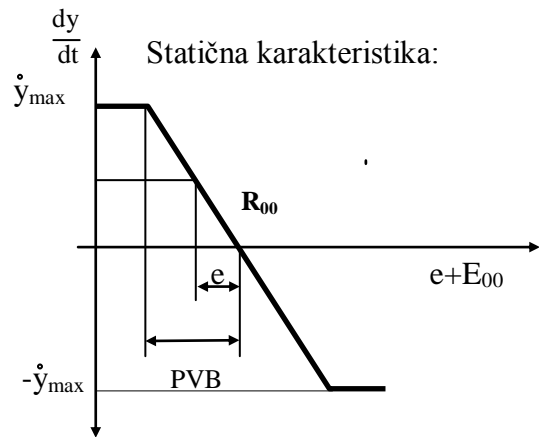 dy
dt
Statična karakteristika:
ẙmax
R00
e
e+E00
PVB
-ẙmax